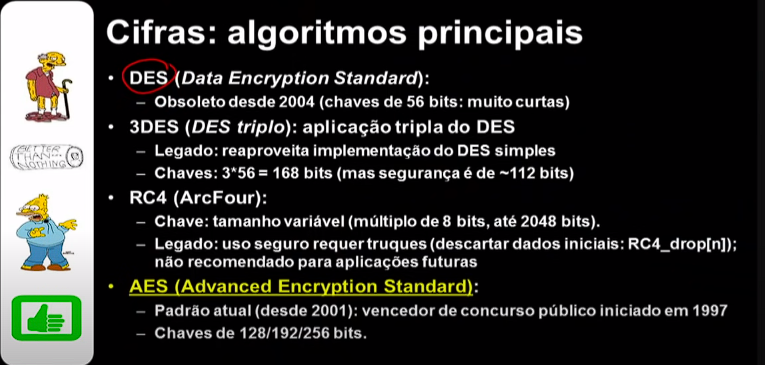 Cifras: algoritmos principais
• DES (Data Encryption Standard):
– Obsoleto desde 2004 (chaves de 56 bits: muito curtas)
• 3DES (DES triplo): aplicação tripla do DES
– Legado: reaproveita implementação do DES simples
– Chaves: 3*56 = 168 bits (mas segurança é de ~112 bits)
BETTER
THAN...
NOTHING
• RC4 (ArcFour):
– Chave: tamanho variável (múltiplo de 8 bits, até 2048 bits).
– Legado: uso seguro requer truques (descartar dados iniciais: RC4_drop[n]);
não recomendado para aplicações futuras
• AES (Advanced Encryption Standard):
– Padrão atual (desde 2001): vencedor de concurso público iniciado em 1997
– Chaves de 128/192/256 bits.